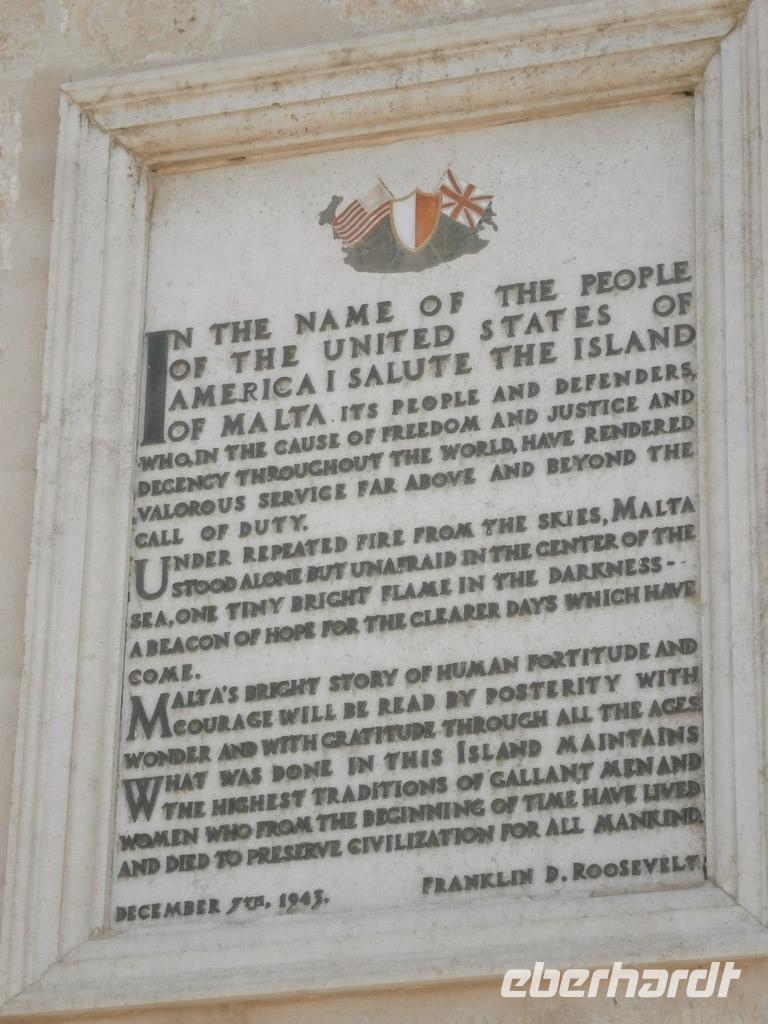 IN THE NAME OF THE PEOPLE
OF THE UNITED STATES OF
AMERICA I SALUTE THE ISLAND
OF MALTA. ITS PEOPLE AND DEFENDERS,
WHO, IN THE CAUSE OF FREEDOM AND JUSTICE AND
DECENCY THROUGHOUT THE WORLD, HAVE RENDERED
VALOROUS SERVICE FAR ABOVE AND BEYOND THE
CALL OF DUTY.
UNDER REPEATED FIRE FROM THE SKIES, MALTA
STOOD ALONE BUT UNAFRAID IN THE CENTER OF THE
SEA, ONE TINY BRIGHT FLAME IN THE DARKNESS -
A BEACON OF HOPE FOR THE CLEARER DAYS WHICH HAVE
COME.
MALTA'S BRIGHT STORY OF HUMAN FORTITUDE AND
COURAGE WILL BE READ BY POSTERITY WITH
WONDER AND WITH GRATITUDE THROUGH ALL THE AGES.
WHAT WAS DONE IN THIS ISLAND MAINTAINS
THE HIGHEST TRADITIONS OF GALLANT MEN AND
WOMEN WHO FROM THE BEGINNING OF TIME HAVE LIVED
AND DIED TO PRESERVE CIVILIZATION FOR ALL MANKIND.
DECEMBER 7TH, 1943. FRANKLIN D. ROOSEVELT
eberhardt